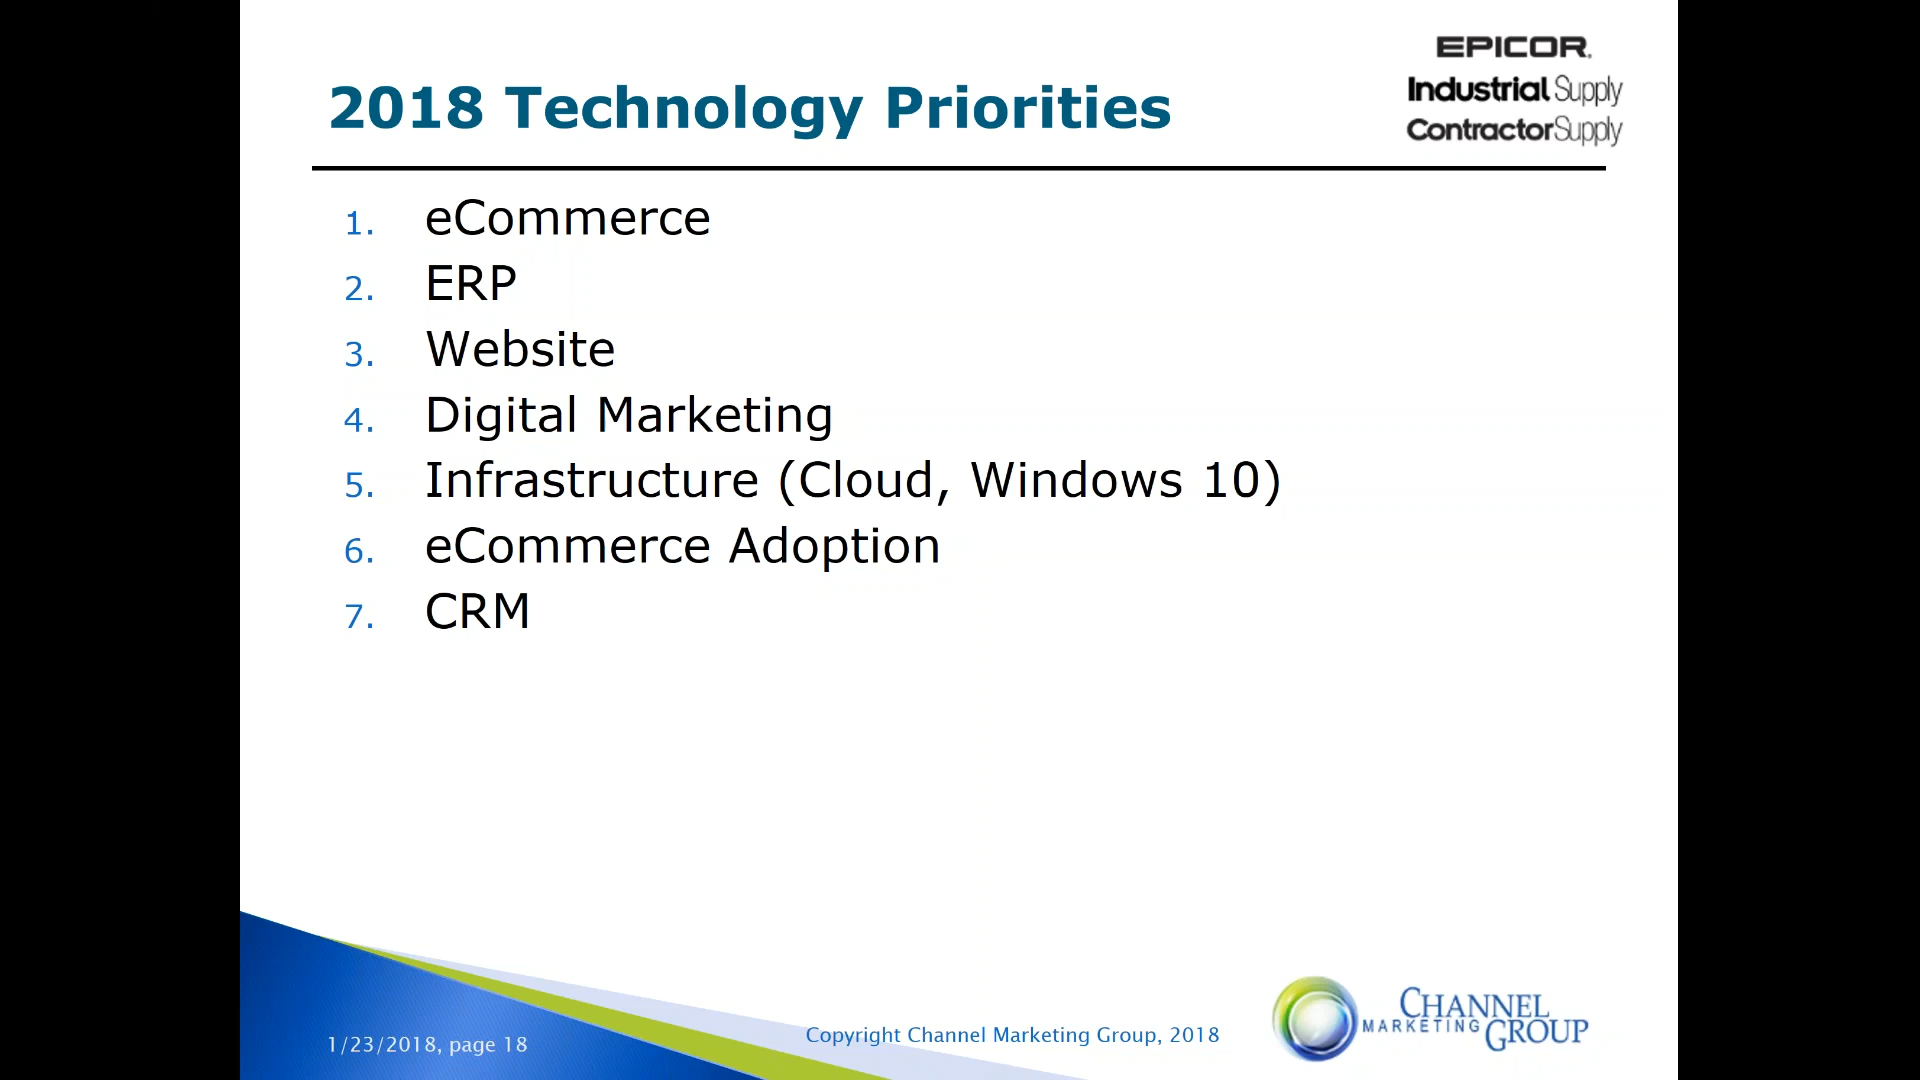 EPICOR.
Industrial Supply
ContractorSupply
2018 Technology Priorities
1. eCommerce
2. ERP
3. Website
4. Digital Marketing
5. Infrastructure (Cloud, Windows 10)
6. eCommerce Adoption
7. CRM
1/23/2018, page 18
Copyright Channel Marketing Group, 2018
CHANNEL
MARKETING GROUP